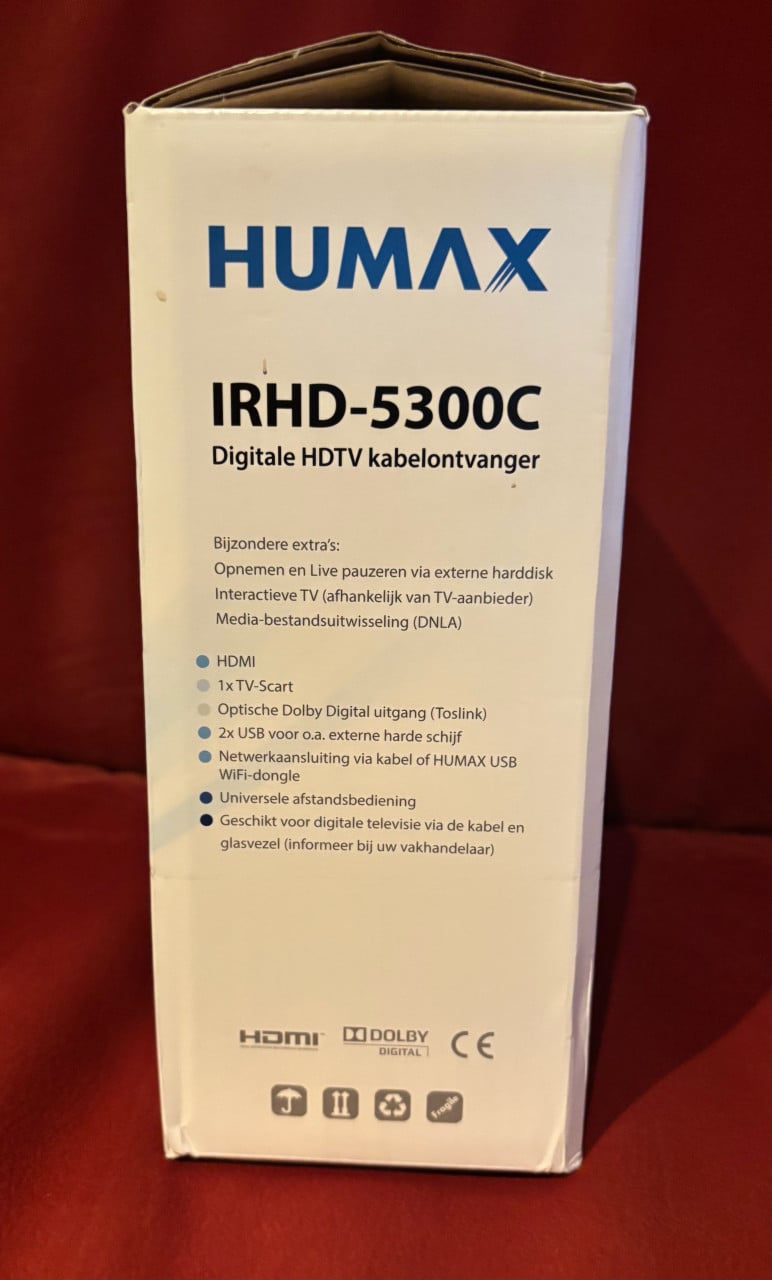 HUMAX
IRHD-5300C
Digitale HDTV kabelontvanger
Bijzondere extra's:
Opnemen en Live pauzeren via externe harddisk
Interactieve TV (afhankelijk van TV-aanbieder)
Media-bestandsuitwisseling (DNLA)
HDMI
1x TV-Scart
Optische Dolby Digital uitgang (Toslink)
2x USB voor o.a. externe harde schijf
Netwerkaansluiting via kabel of HUMAX USB
WiFi-dongle
Universele afstandsbediening
Geschikt voor digitale televisie via de kabel en
glasvezel (informeer bij uw vakhandelaar)
HDMI
DOLBY
DIGITAL
CE
Fragile